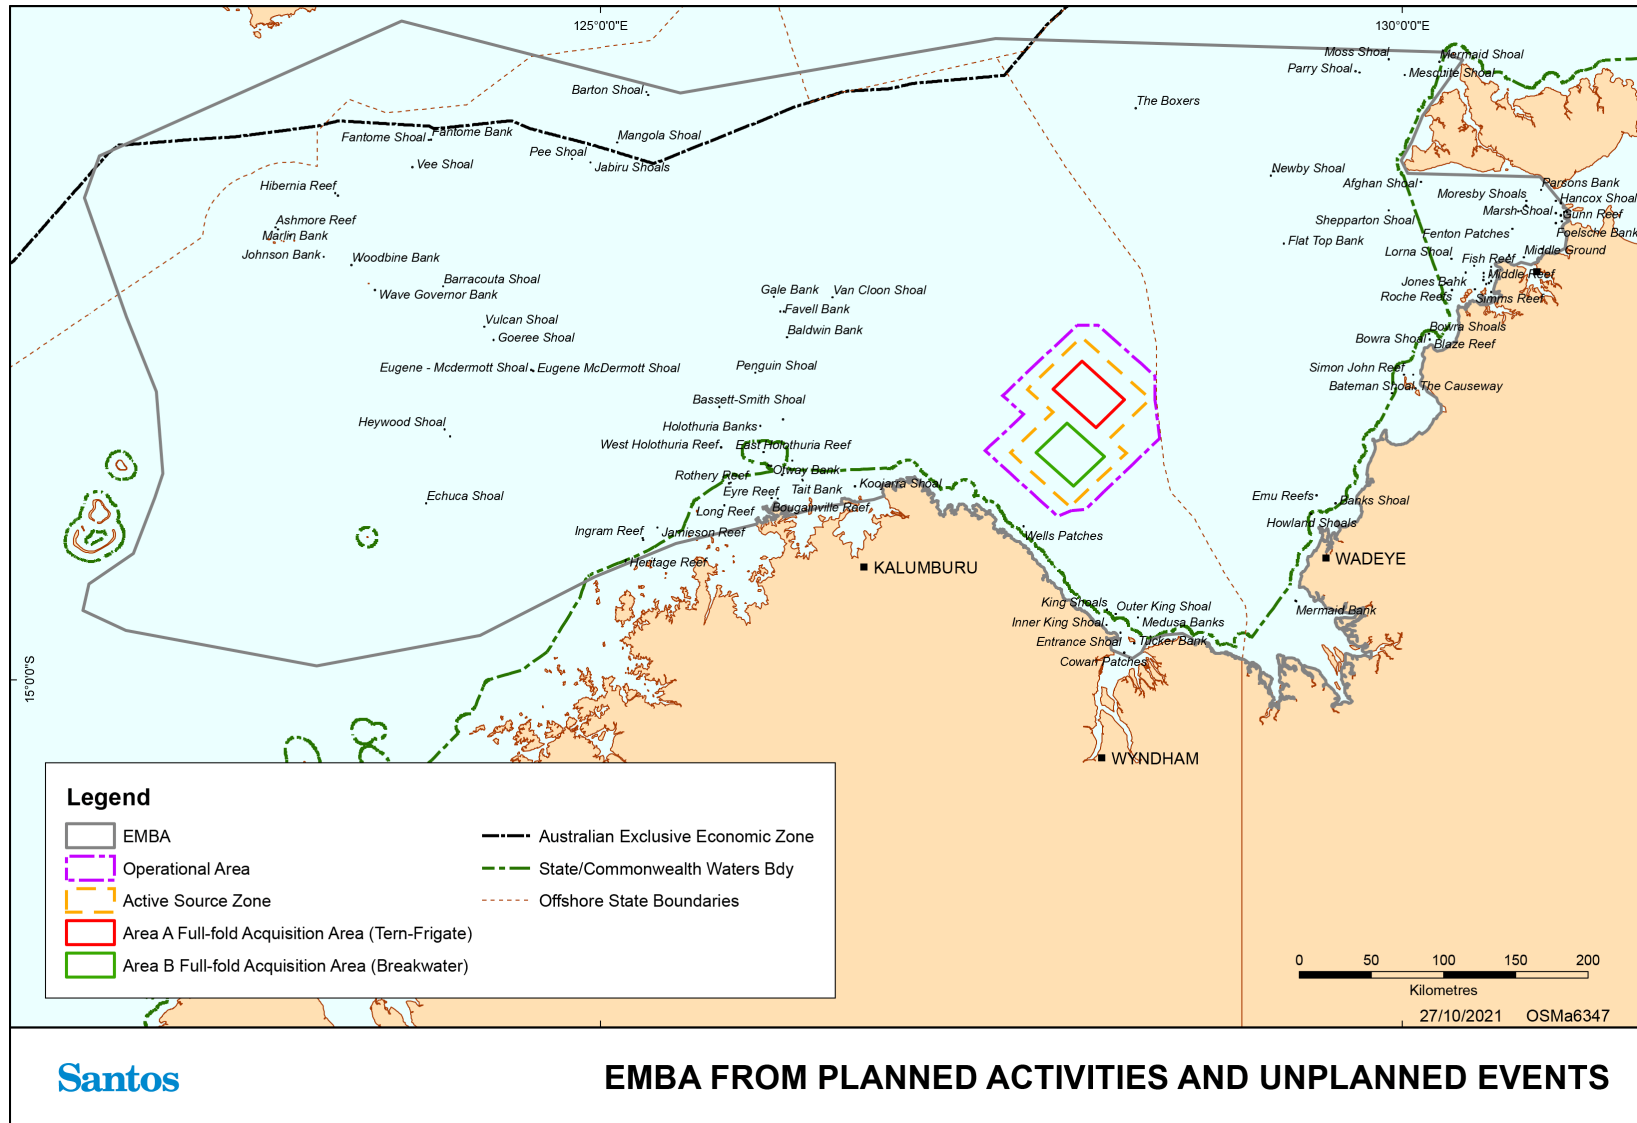 125°0'0"E
130°0'0"E
Moss Shoal
Mermaid Shoal
Parry Shoal
Mesquite Shoal
Barton Shoal
The Boxers
Fantome Shoal
Fantome Bank
Mangola Shoal
Pee Shoal
Jabiru Shoals
Vee Shoal
Newby Shoal
Afghan Shoal
Parsons Bank
Hibernia Reef
Moresby Shoals
Hancox Shoal
Marsh Shoal
Gunn Reef
Ashmore Reef
Shepparton Shoal
Marlin Bank
Fenton Patches
Foelsche Bank
Flat Top Bank
Johnson Bank
Woodbine Bank
Lorna Shoal
Middle Ground
Fish Reef
Barracouta Shoal
Jones Bank
Middle Reef
Wave Governor Bank
Gale Bank
Van Cloon Shoal
Roche Reefs
Simms Reef
Favell Bank
Vulcan Shoal
Baldwin Bank
Bowra Shoals
Goeree Shoal
Bowra Shoal
Blaze Reef
Eugene - Mcdermott Shoal
Eugene McDermott Shoal
Penguin Shoal
Simon John Reef
Bateman Shoal
The Causeway
Bassett-Smith Shoal
Heywood Shoal
Holothuria Banks
West Holothuria Reef
East Holothuria Reef
Otway Bank
Rothery Reef
Koojarra Shoal
Echuca Shoal
Eyre Reef
Tait Bank
Emu Reefs
Banks Shoal
Long Reef
Bougainville Reef
Howland Shoals
Ingram Reef
Jamieson Reef
Wells Patches
Heritage Reef
KALUMBURU
WADEYE
King Shoals
Outer King Shoal
Mermaid Bank
Inner King Shoal
Medusa Banks
Entrance Shoal
Tucker Bank
Cowan Patches
15°0'0"S
WYNDHAM
Legend
EMBA
Operational Area
Active Source Zone
Area A Full-fold Acquisition Area (Tern-Frigate)
Area B Full-fold Acquisition Area (Breakwater)
Australian Exclusive Economic Zone
State/Commonwealth Waters Bdy
Offshore State Boundaries
0 50 100 150 200
Kilometres
27/10/2021 OSMa6347
Santos
EMBA FROM PLANNED ACTIVITIES AND UNPLANNED EVENTS